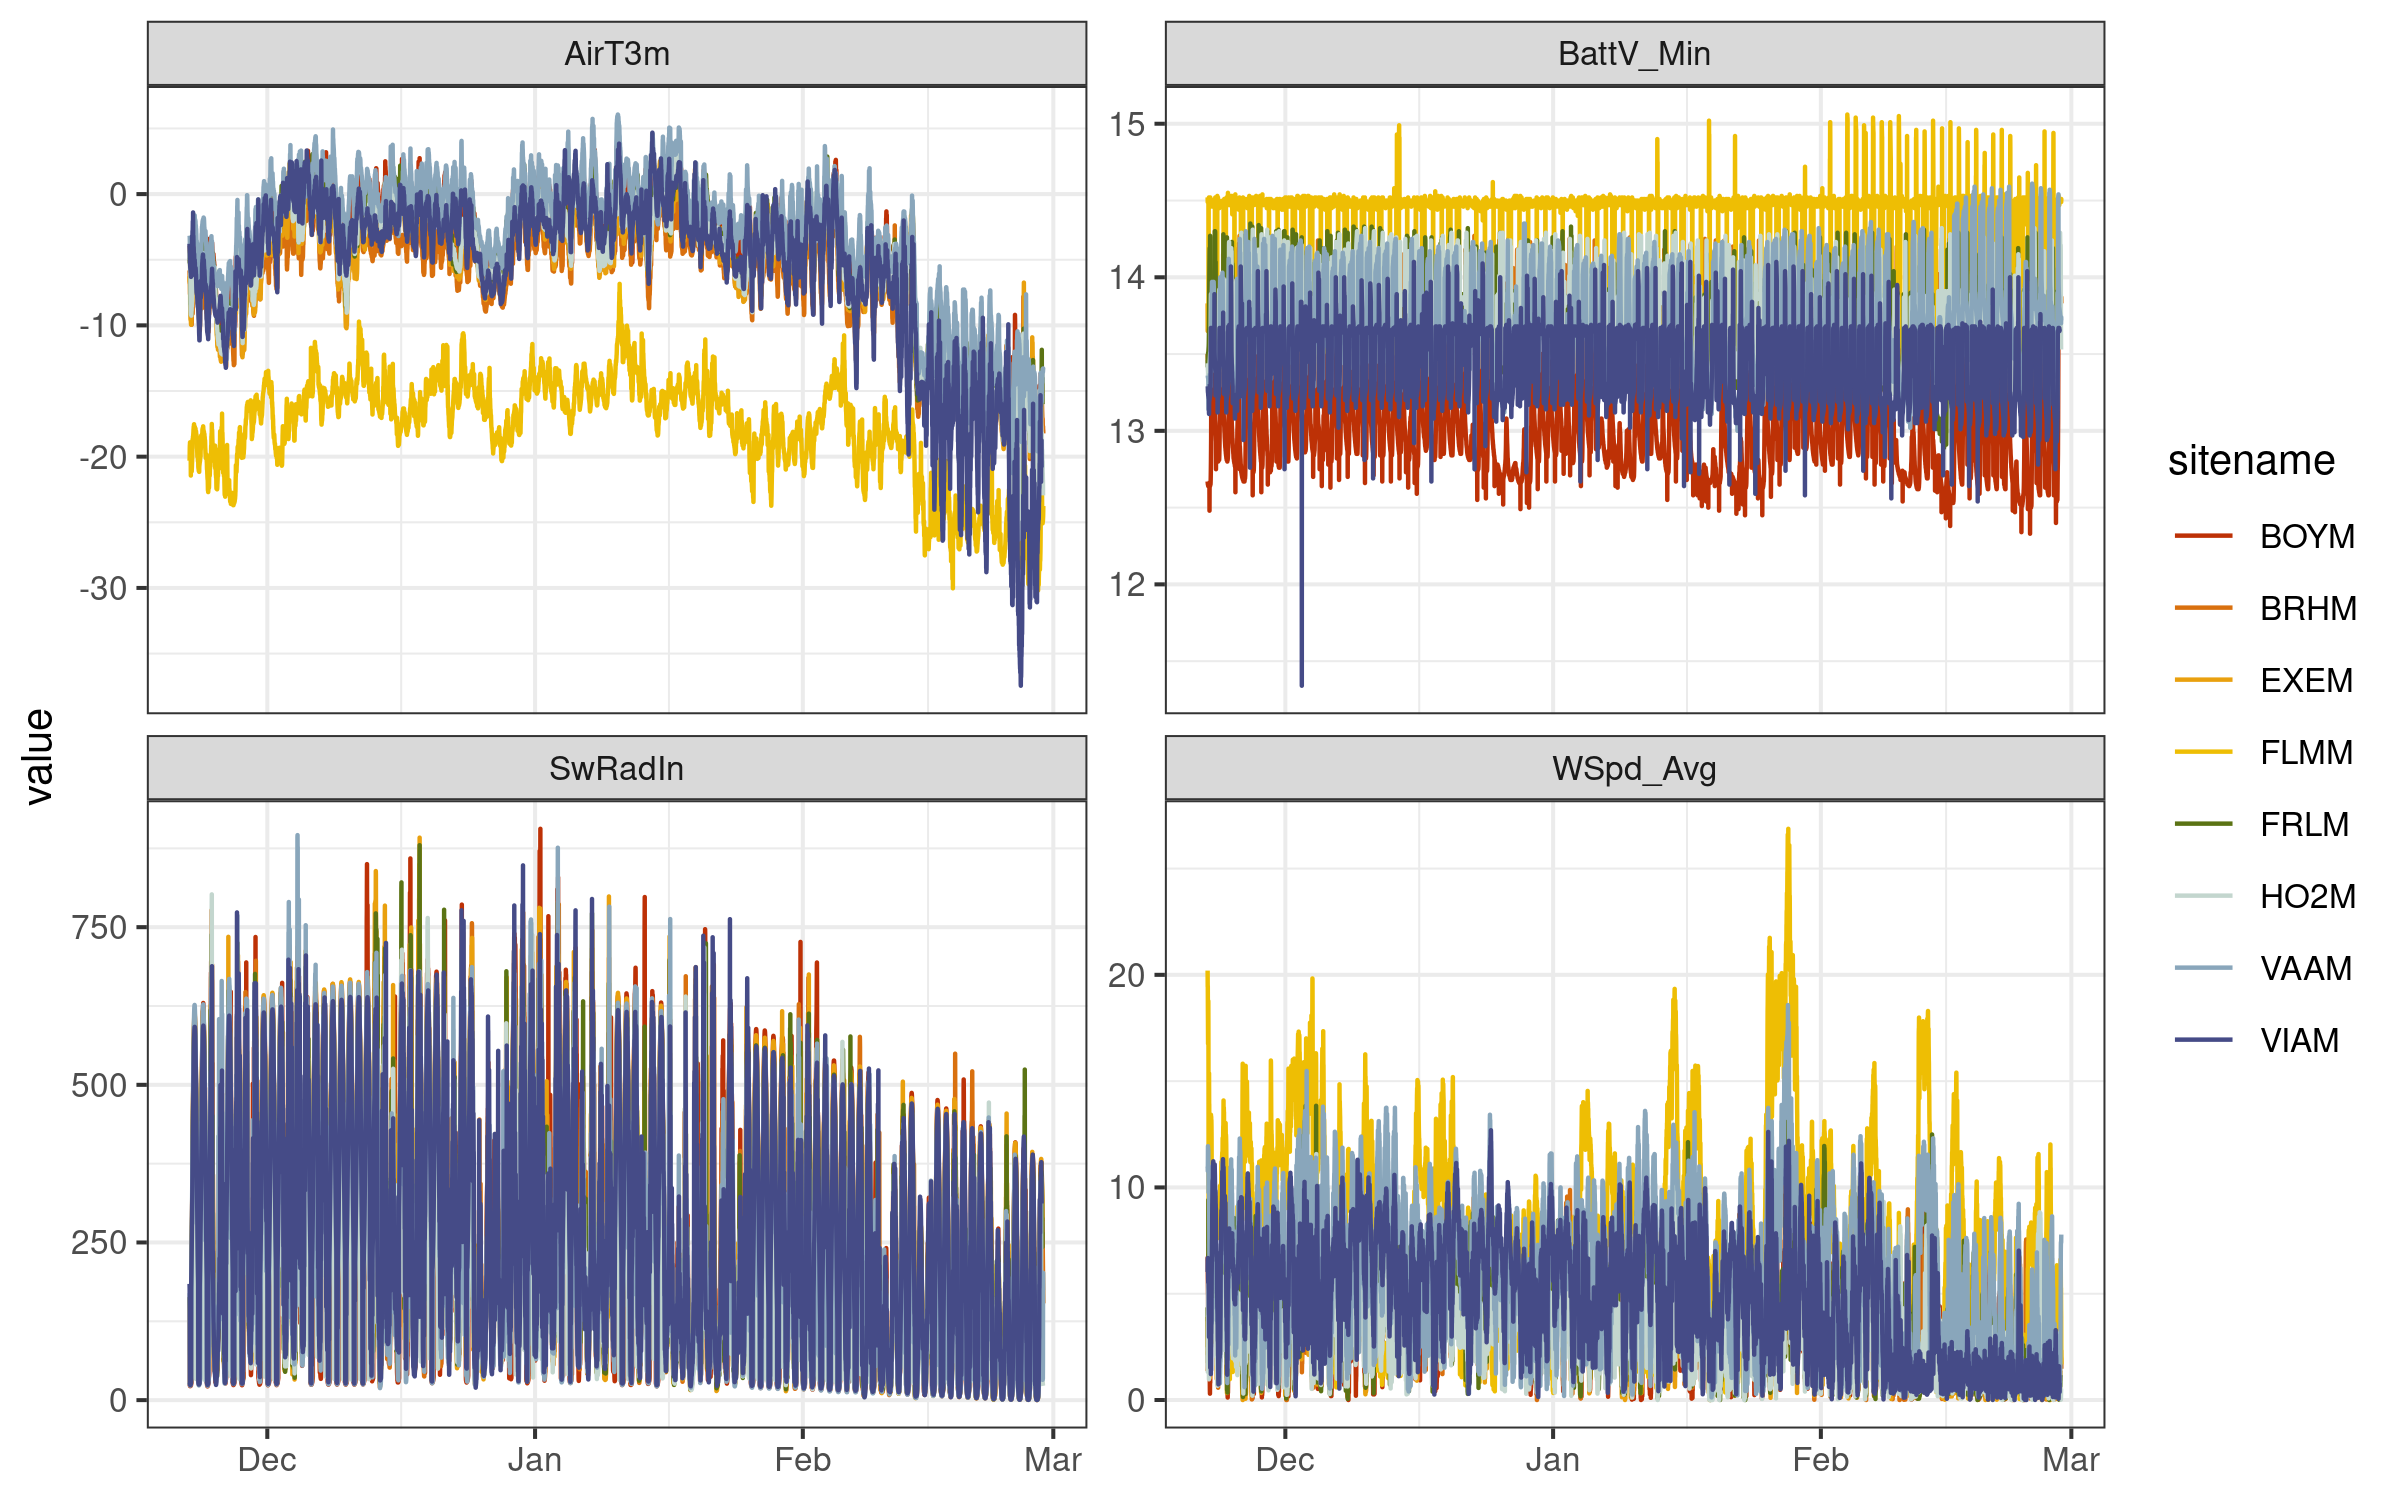 AirT3m
BattV_Min
0
-10
-20
-30
15
14
13
12
value
SwRadIn
WSpd_Avg
750
500
250
0
20
10
0
Dec
Jan
Feb
Mar
Dec
Jan
Feb
Mar
sitename
BOYM
BRHM
EXEM
FLMM
FRLM
HO2M
VAAM
VIAM